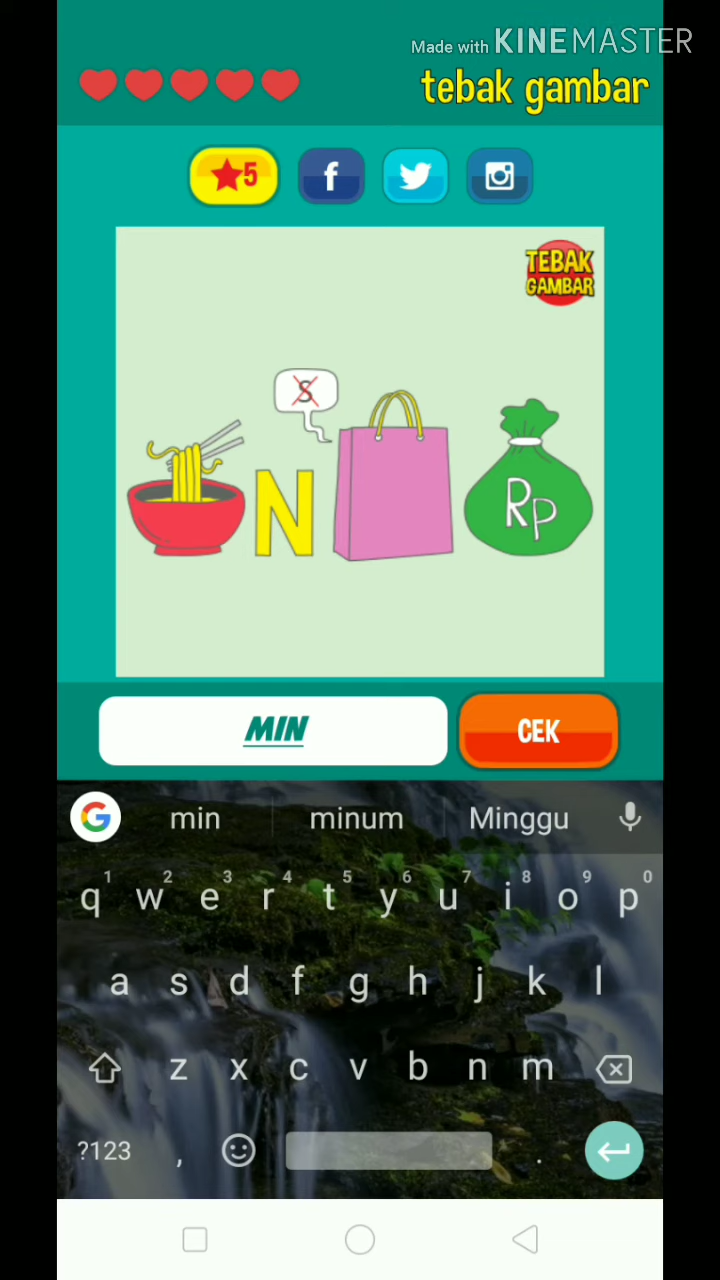 Made with KINEMASTER
tebak gambar
5
f
TEBAK
GAMBAR
S
N
Rp
MIN
CEK
G min minum Minggu
1 2 3 4 5 6 7 8 9 0
q w e r t y u i o p
a s d f g h j k l
z x c v b n m
?123 , .